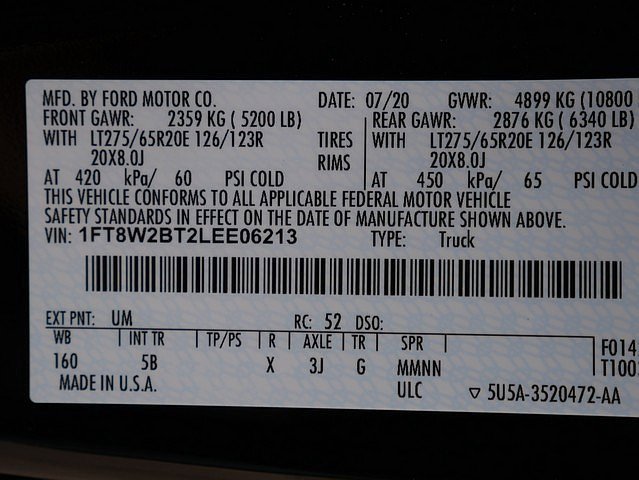 MFD. BY FORD MOTOR CO. DATE: 07/20 GVWR: 4899 KG (10800
FRONT GAWR: 2359 KG ( 5200 LB) REAR GAWR: 2876 KG ( 6340 LB)
WITH LT275/65R20E 126/123R TIRES WITH LT275/65R20E 126/123R
20X8.0J RIMS 20X8.0J
AT 420 kPa/ 60 PSI COLD AT 450 kPa/ 65 PSI COLD
THIS VEHICLE CONFORMS TO ALL APPLICABLE FEDERAL MOTOR VEHICLE
SAFETY STANDARDS IN EFFECT ON THE DATE OF MANUFACTURE SHOWN ABOVE.
VIN: 1FT8W2BT2LEE06213 TYPE: Truck
EXT PNT: UM RC: 52 DSO:
WB INT TR TP/PS R AXLE TR SPR F014
160 5B X 3J G MMNN T100
MADE IN U.S.A. ULC ▽ 5U5A-3520472-AA